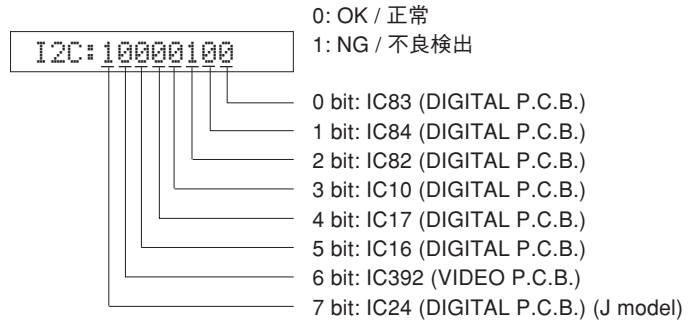 0: OK / 正常
1: NG / 不良検出
I2C:10000100
0 bit: IC83 (DIGITAL P.C.B.)
1 bit: IC84 (DIGITAL P.C.B.)
2 bit: IC82 (DIGITAL P.C.B.)
3 bit: IC10 (DIGITAL P.C.B.)
4 bit: IC17 (DIGITAL P.C.B.)
5 bit: IC16 (DIGITAL P.C.B.)
6 bit: IC392 (VIDEO P.C.B.)
7 bit: IC24 (DIGITAL P.C.B.) (J model)